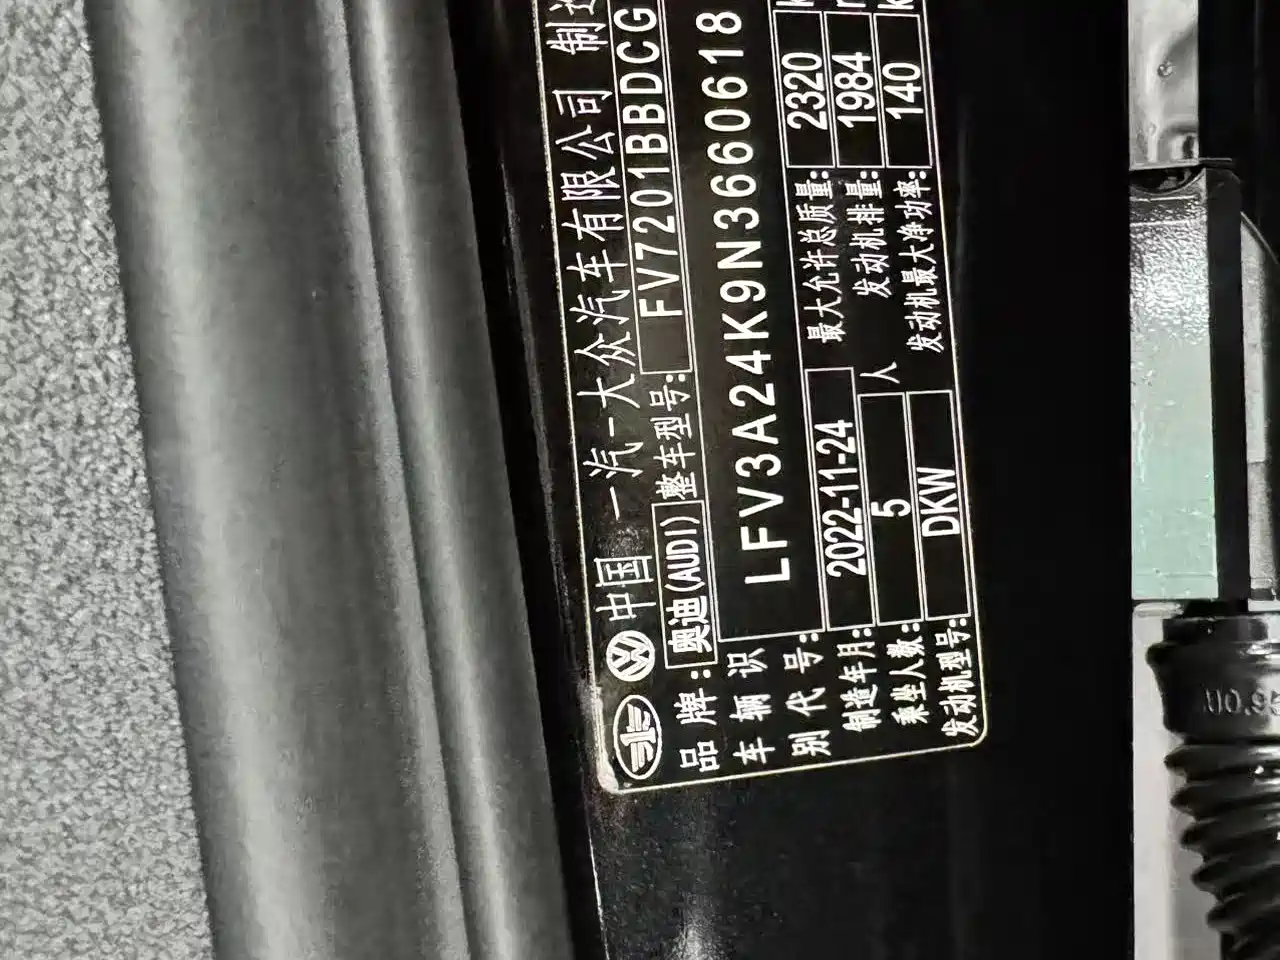 中国 一汽-大众汽车有限公司 制造
品牌: 奥迪(AUDI) 整车型号: FV7201BBDCG
车辆识别代号: LFV3A24K9N3660618
制造年月: 2022-11-24 最大允许总质量: 2320 k
乘坐人数: 5 人 发动机排量: 1984
发动机型号: DKW 发动机最大净功率: 140 k